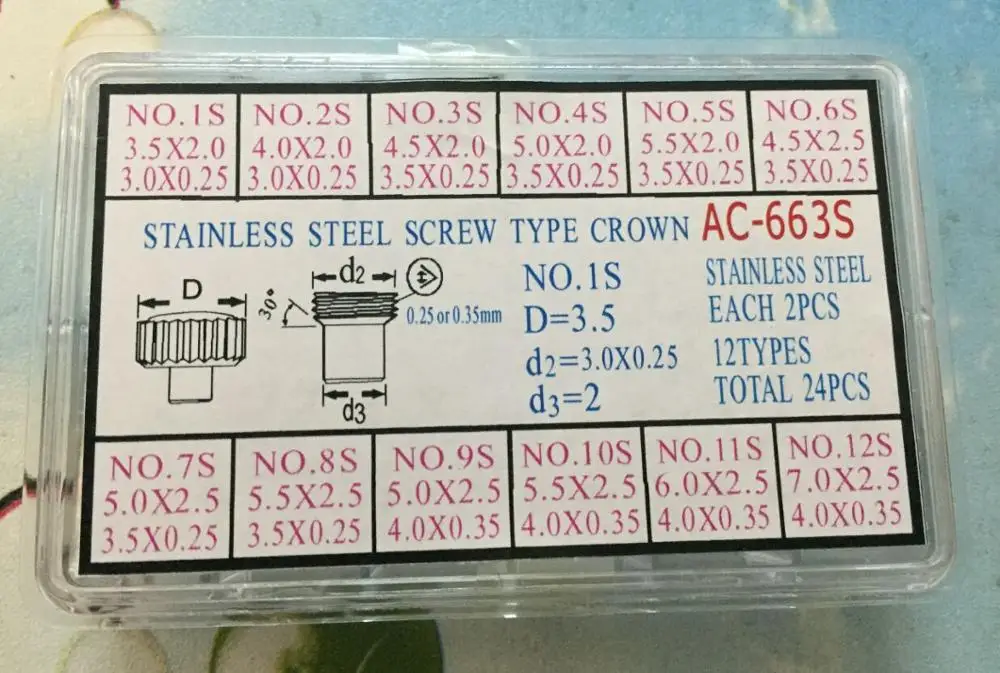 NO.1S NO.2S NO.3S NO.4S NO.5S NO.6S
3.5X2.0 4.0X2.0 4.5X2.0 5.0X2.0 5.5X2.0 4.5X2.5
3.0X0.25 3.0X0.25 3.5X0.25 3.5X0.25 3.5X0.25 3.5X0.25
STAINLESS STEEL SCREW TYPE CROWN AC-663S
D
30°
d2
0.25 or 0.35mm
d3
NO.1S
D=3.5
d2=3.0X0.25
d3=2
STAINLESS STEEL
EACH 2PCS
12TYPES
TOTAL 24PCS
NO.7S NO.8S NO.9S NO.10S NO.11S NO.12S
5.0X2.5 5.5X2.5 5.0X2.5 5.5X2.5 6.0X2.5 7.0X2.5
3.5X0.25 3.5X0.25 4.0X0.35 4.0X0.35 4.0X0.35 4.0X0.35